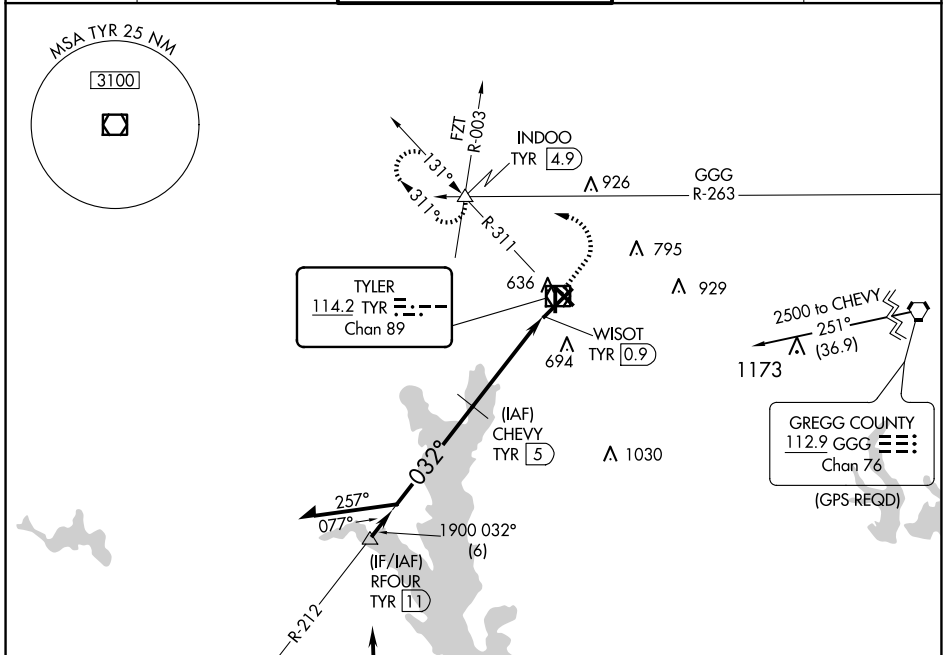 MSA TYR 25 NM
3100
FZT
R-003
INDOO
TYR 4.9
131°
311°
926
GGG
R-263
R-311
795
TYLER
114.2 TYR
Chan 89
636
929
WISOT
TYR 0.9
694
2500 to CHEVY
251°
(36.9)
1173
(IAF)
CHEVY
TYR 5
1030
GREGG COUNTY
112.9 GGG
Chan 76
(GPS REQD)
032°
257°
077°
1900 032°
(6)
(IF/IAF)
RFOUR
TYR 11
R-212